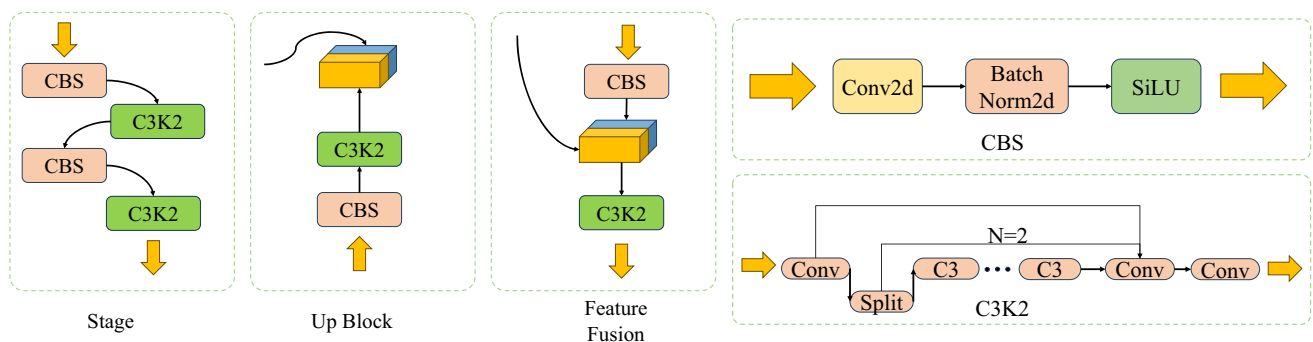 CBS
C3K2
CBS
C3K2
Stage
C3K2
CBS
Up Block
CBS
C3K2
Feature
Fusion
Conv2d
Batch
Norm2d
SiLU
CBS
N=2
Conv
Split
C3
C3
Conv
Conv
C3K2